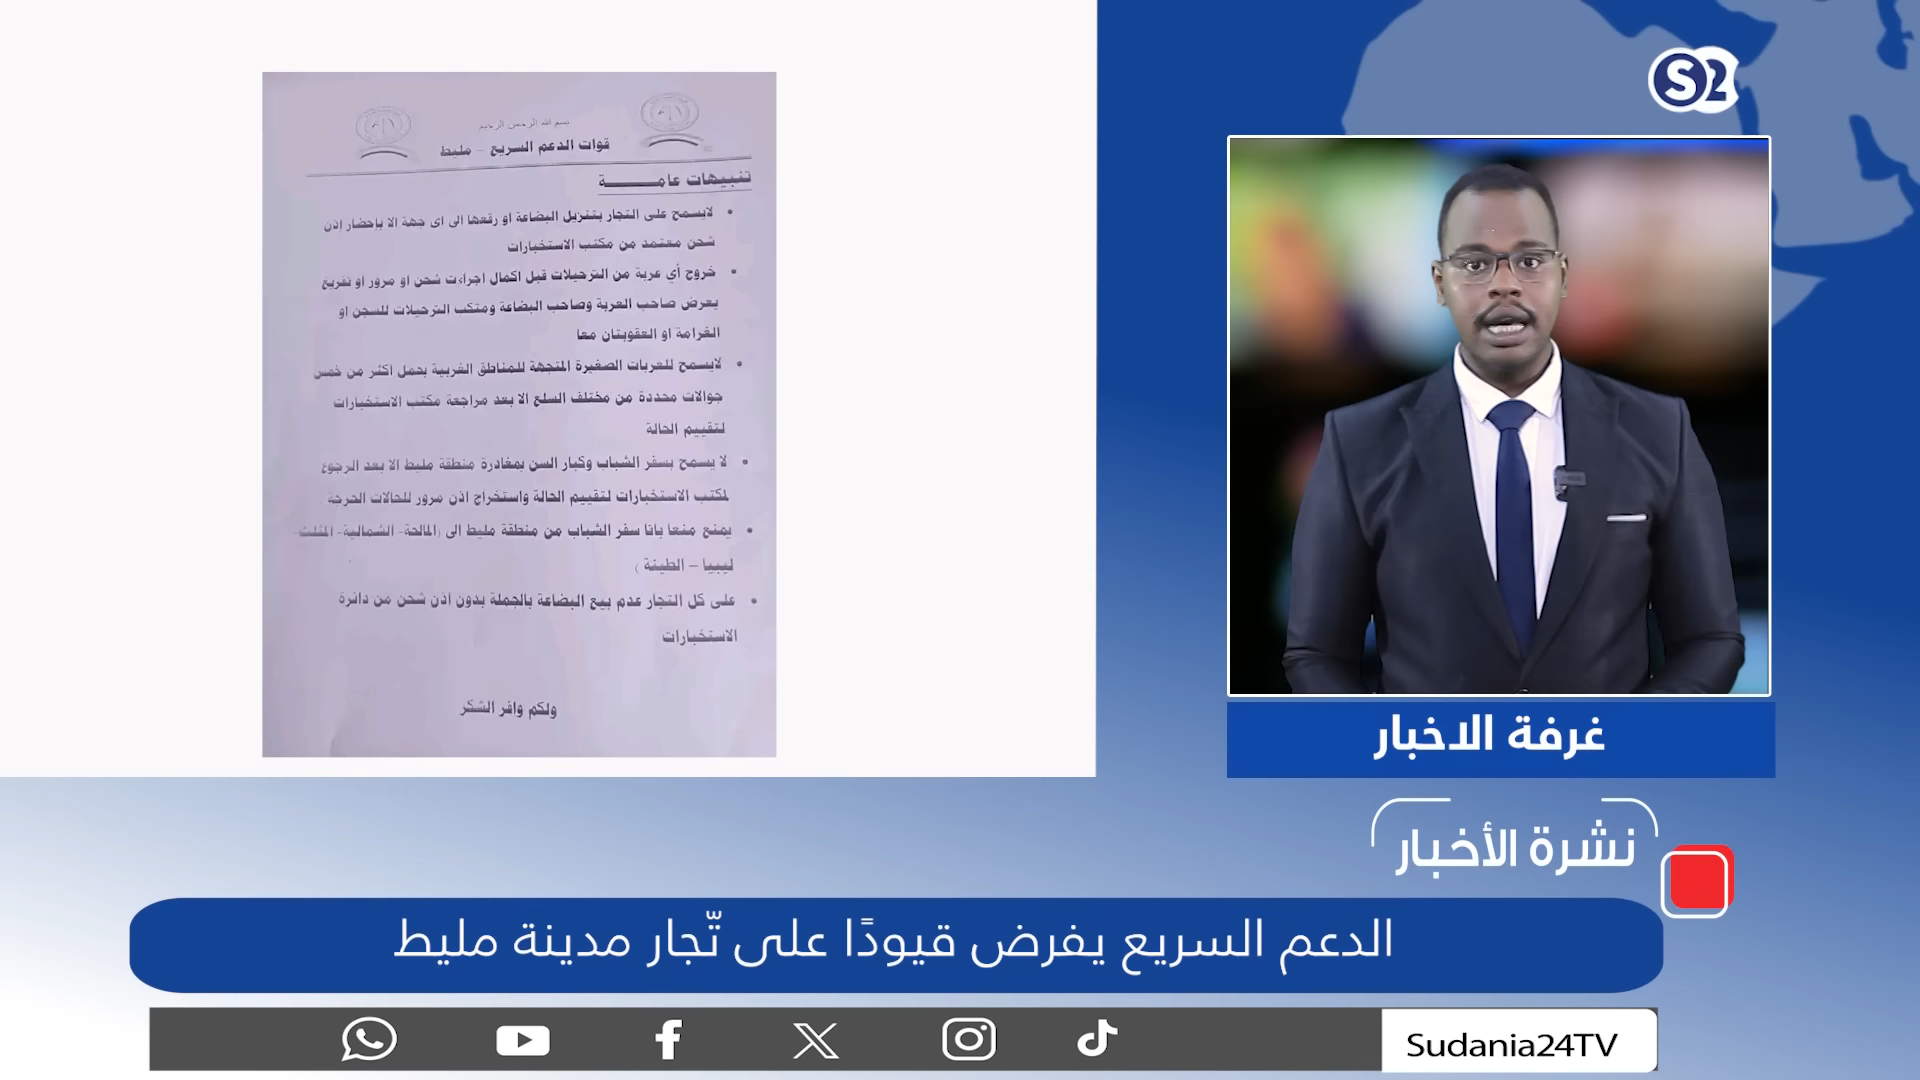 بسم الله الرحمن الرحيم
قوات الدعم السريع – مليط
تنبيهات عامـــــــة
• لايسمح على التجار بتنزيل البضاعة او رفعها الى اى جهة الا بإحضار اذن
شحن معتمد من مكتب الاستخبارات
• خروج أي عربة من الترحيلات قبل اكمال اجراءت شحن او مرور او تفريغ
يعرض صاحب العربة وصاحب البضاعة ومتكب الترحيلات للسجن او
الغرامة او العقوبتان معا
• لايسمح للعربات الصغيرة المتجهة للمناطق الغربية بحمل اكثر من خمس
جوالات محددة من مختلف السلع الا بعد مراجعة مكتب الاستخبارات
لتقييم الحالة
• لا يسمح بسفر الشباب وكبار السن بمغادرة منطقة مليط الا بعد الرجوع
لمكتب الاستخبارات لتقييم الحالة واستخراج اذن مرور للحالات الحرجة
• يمنع منعا باتا سفر الشباب من منطقة مليط الى (المالحة- الشمالية- المثلث-
ليبيا – الطينة )
• على كل التجار عدم بيع البضاعة بالجملة بدون اذن شحن من دائرة
الاستخبارات
ولكم وافر الشكر
S2
غرفة الاخبار
نشرة الأخبار
الدعم السريع يفرض قيودًا على تّجار مدينة مليط
Sudania24TV